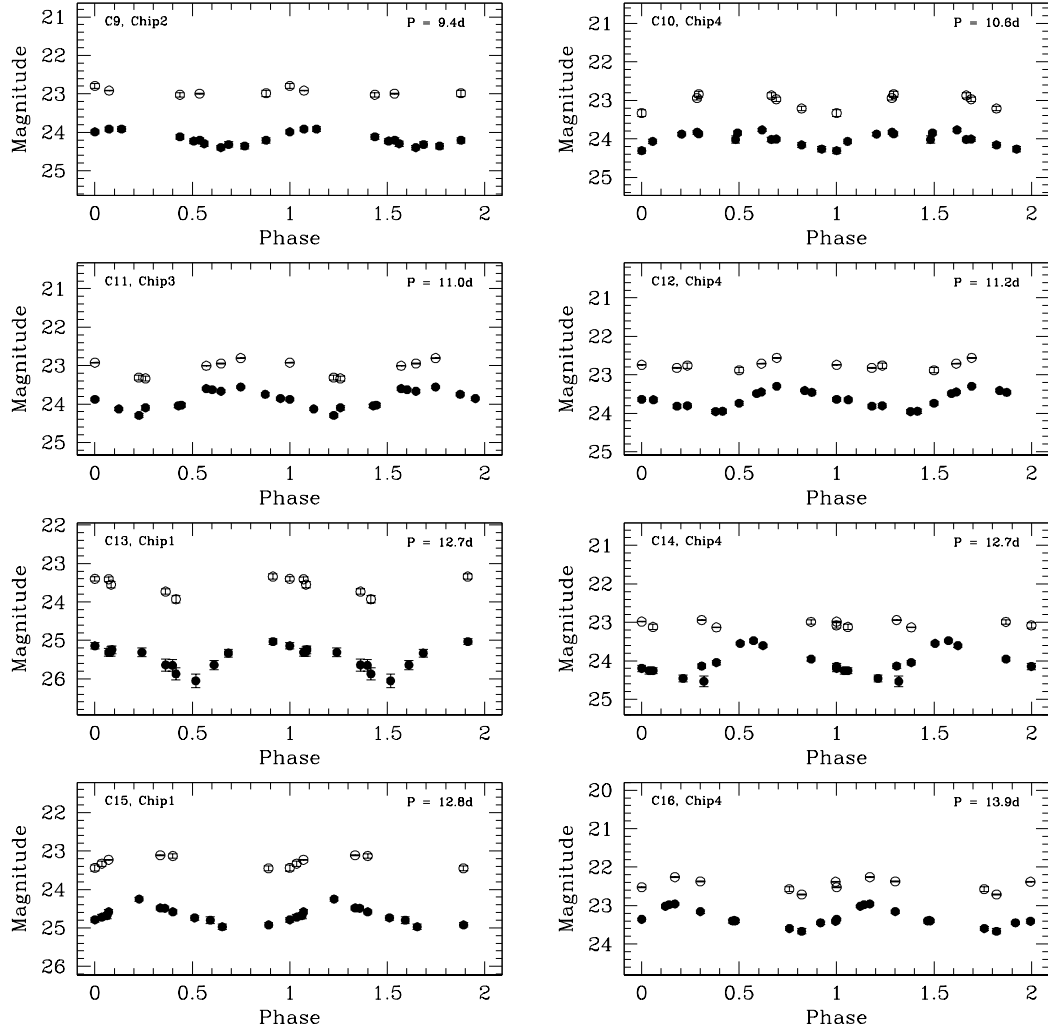 C9, Chip2 P = 9.4d
Magnitude
21
22
23
24
25
0 0.5 1 1.5 2
Phase
C10, Chip4 P = 10.6d
Magnitude
21
22
23
24
25
0 0.5 1 1.5 2
Phase
C11, Chip3 P = 11.0d
Magnitude
21
22
23
24
25
0 0.5 1 1.5 2
Phase
C12, Chip4 P = 11.2d
Magnitude
21
22
23
24
25
0 0.5 1 1.5 2
Phase
C13, Chip1 P = 12.7d
Magnitude
22
23
24
25
26
0 0.5 1 1.5 2
Phase
C14, Chip4 P = 12.7d
Magnitude
21
22
23
24
25
0 0.5 1 1.5 2
Phase
C15, Chip1 P = 12.8d
Magnitude
22
23
24
25
26
0 0.5 1 1.5 2
Phase
C16, Chip4 P = 13.9d
Magnitude
20
21
22
23
24
0 0.5 1 1.5 2
Phase